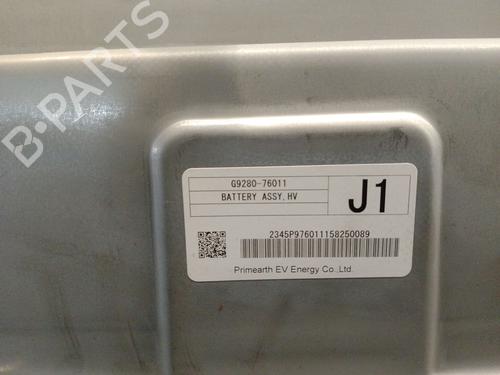 B-PARTS
G9280-76011
BATTERY ASSY,HV
J1
2345P976011158250089
Primearth EV Energy Co.,Ltd.